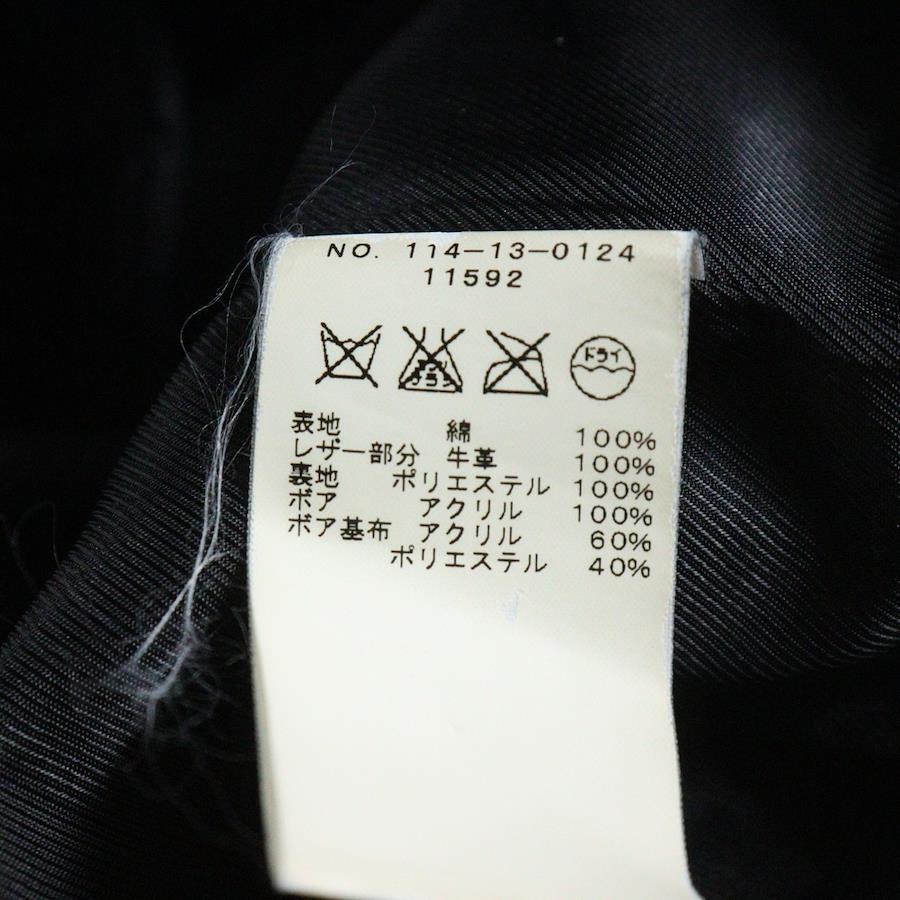 NO. 114-13-0124
11592
ドライ
表地 綿 100%
レザー部分 牛革 100%
裏地 ポリエステル 100%
ボア アクリル 100%
ボア基布 アクリル 60%
ポリエステル 40%